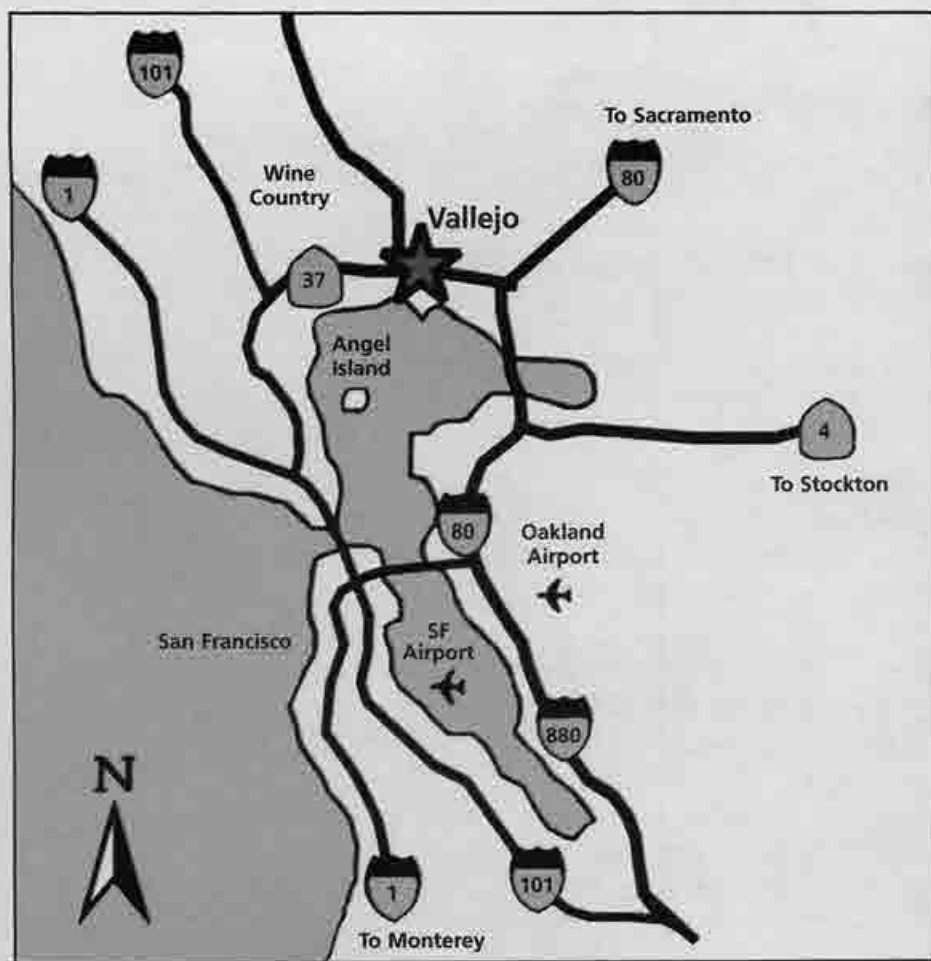 101
To Sacramento
1
Wine
Country
80
Vallejo
37
Angel
Island
4
To Stockton
80
Oakland
Airport
San Francisco
SF
Airport
880
N
1
101
To Monterey